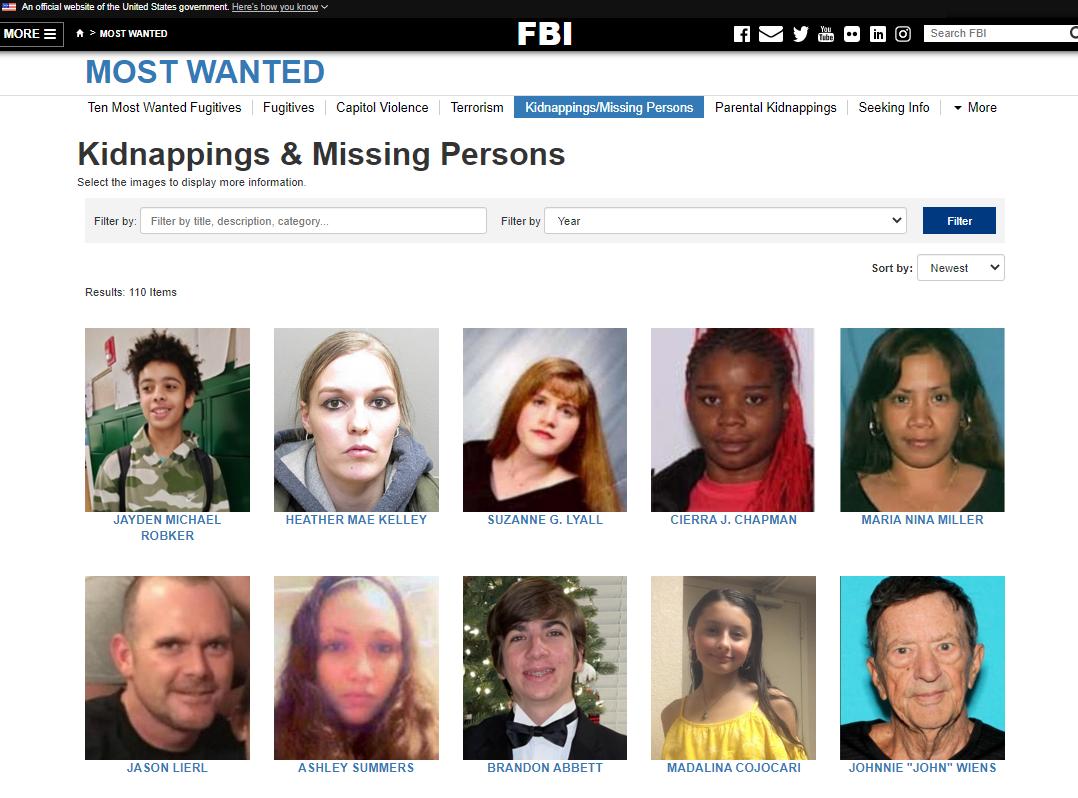 An official website of the United States government. Here's how you know
MORE
> MOST WANTED
FBI
You
Tube
in
Search FBI
MOST WANTED
Ten Most Wanted Fugitives
Fugitives
Capitol Violence
Terrorism
Kidnappings/Missing Persons
Parental Kidnappings
Seeking Info
More
Kidnappings & Missing Persons
Select the images to display more information.
Filter by: Filter by title, description, category...
Filter by Year
Filter
Sort by: Newest
Results: 110 Items
JAYDEN MICHAEL
ROBKER
HEATHER MAE KELLEY
SUZANNE G. LYALL
CIERRA J. CHAPMAN
MARIA NINA MILLER
JASON LIERL
ASHLEY SUMMERS
BRANDON ABBETT
MADALINA COJOCARI
JOHNNIE "JOHN" WIENS